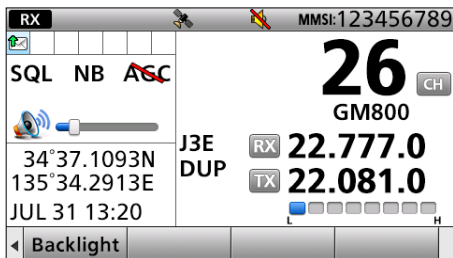 RX MMSI:123456789
SQL NB AGC
26 CH
GM800
34°37.1093N
135°34.2913E
JUL 31 13:20
J3E RX 22.777.0
DUP TX 22.081.0
L H
Backlight